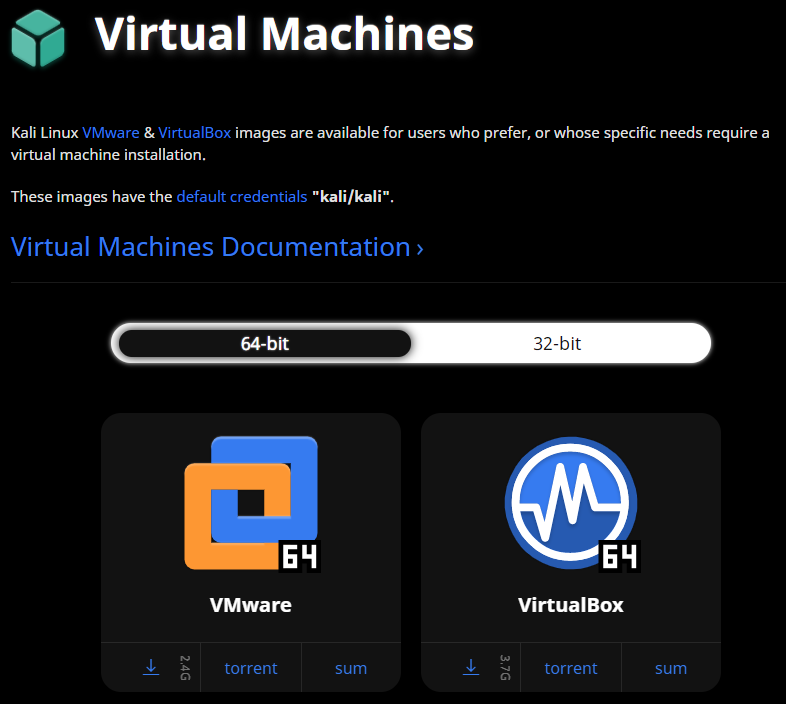 Virtual Machines
Kali Linux VMware & VirtualBox images are available for users who prefer, or whose specific needs require a
virtual machine installation.
These images have the default credentials "kali/kali".
Virtual Machines Documentation ›
64-bit 32-bit
64 64
VMware VirtualBox
2.4G torrent sum 3.7G torrent sum